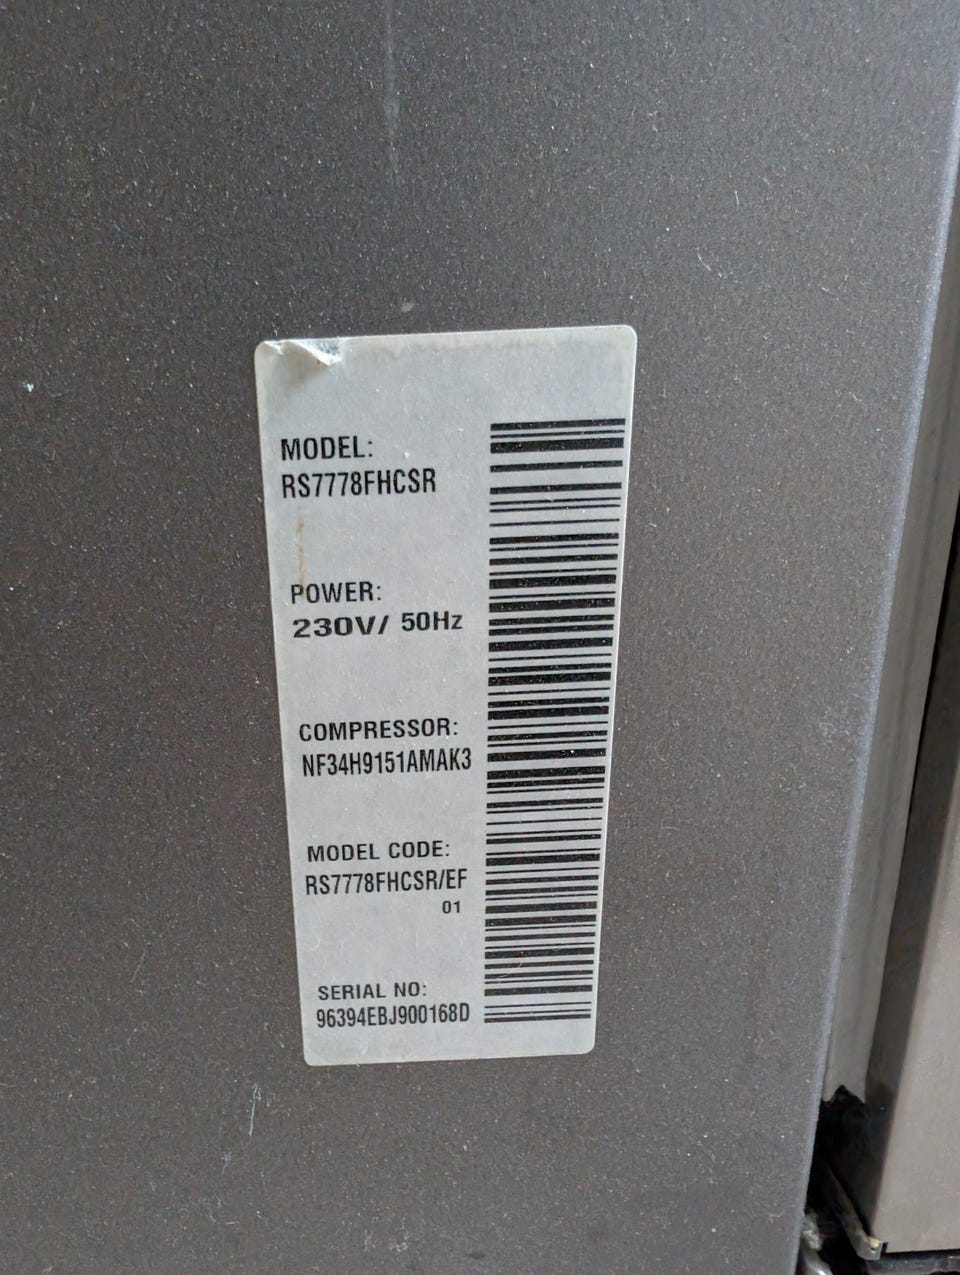 MODEL:
RS7778FHCSR
POWER:
230V/ 50Hz
COMPRESSOR:
NF34H9151AMAK3
MODEL CODE:
RS7778FHCSR/EF
01
SERIAL NO:
96394EBJ900168D